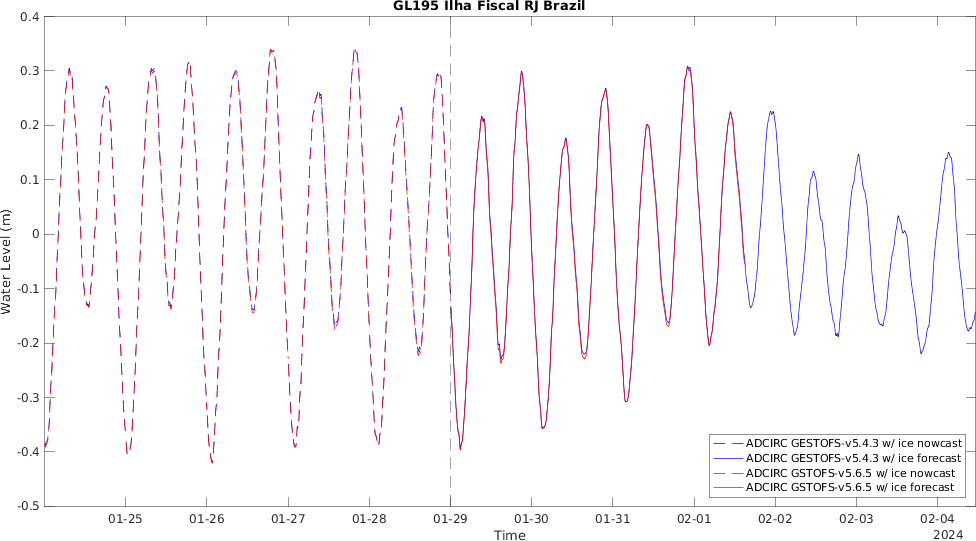 GL195 Ilha Fiscal RJ Brazil
0.4
0.3
0.2
0.1
0
-0.1
-0.2
-0.3
-0.4
-0.5
Water Level (m)
ADCIRC GESTOFS-v5.4.3 w/ ice nowcast
ADCIRC GESTOFS-v5.4.3 w/ ice forecast
ADCIRC GSTOFS-v5.6.5 w/ ice nowcast
ADCIRC GSTOFS-v5.6.5 w/ ice forecast
01-25 01-26 01-27 01-28 01-29 01-30 01-31 02-01 02-02 02-03 02-04
Time
2024